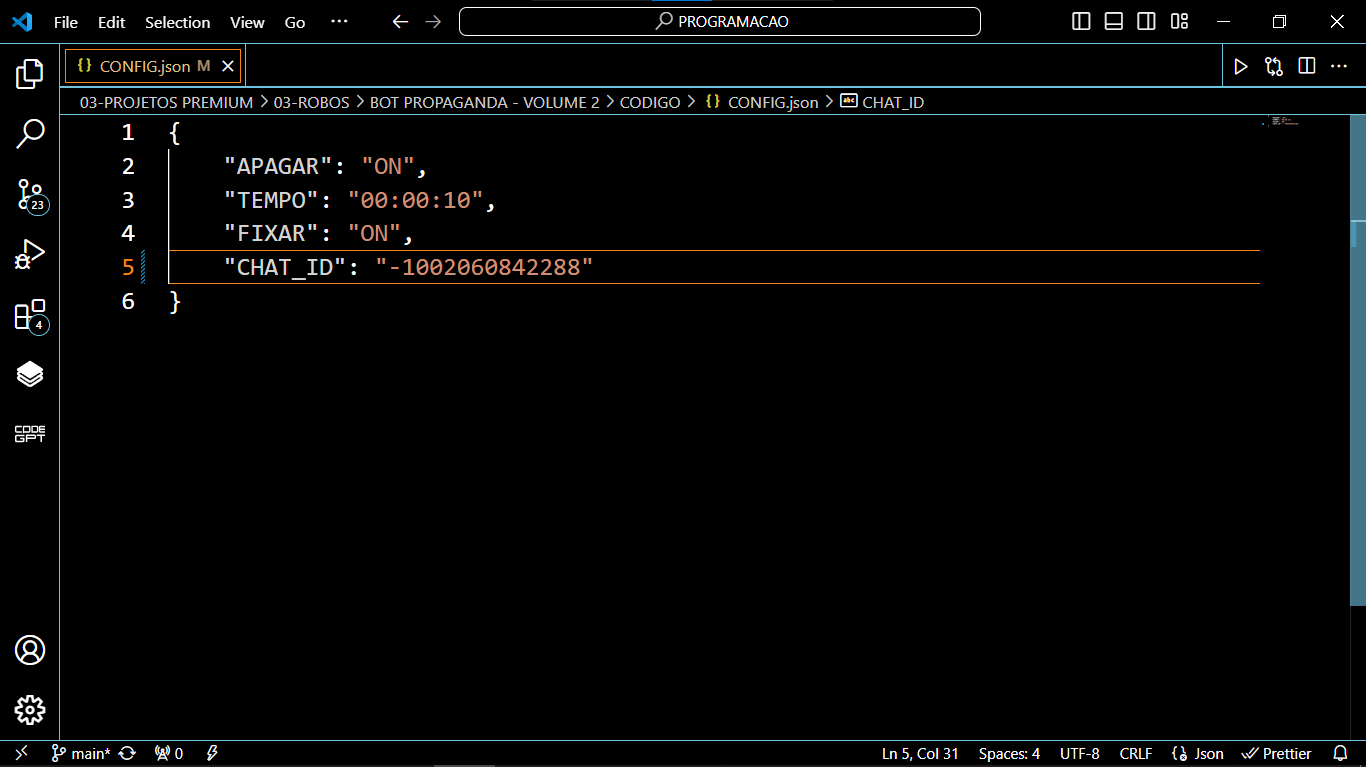 File Edit Selection View Go ··· PROGRAMACAO
{} CONFIG.json M
03-PROJETOS PREMIUM > 03-ROBOS > BOT PROPAGANDA - VOLUME 2 > CODIGO > {} CONFIG.json > abc CHAT_ID
1 {
2 "APAGAR": "ON",
3 "TEMPO": "00:00:10",
4 "FIXAR": "ON",
5 "CHAT_ID": "-1002060842288"
6 }
23
4
CODE
GPT
main* 0 Ln 5, Col 31 Spaces: 4 UTF-8 CRLF {} Json Prettier